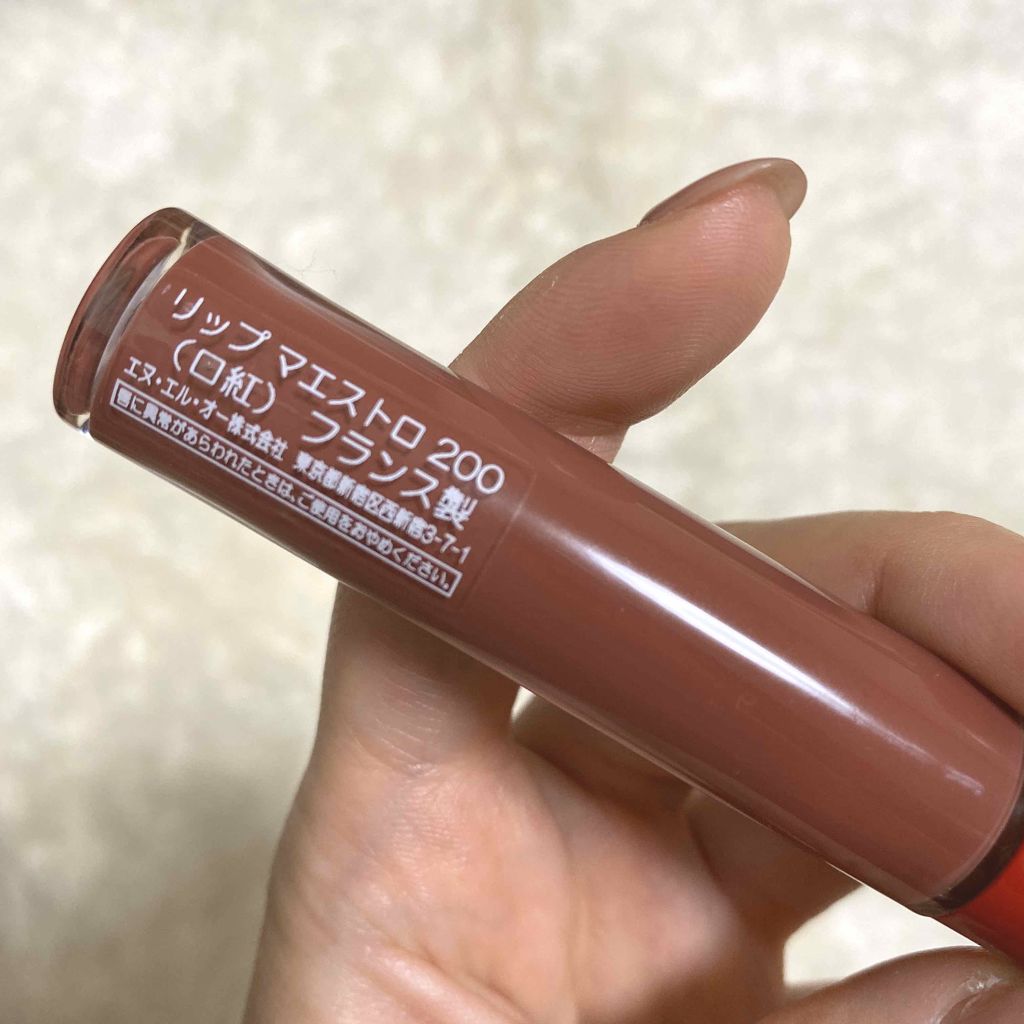 リップ マエストロ 200
（口紅） フランス製
エヌ・エル・オー株式会社 東京都新宿区西新宿3-7-1
唇に異常があらわれたときは、ご使用をおやめください。